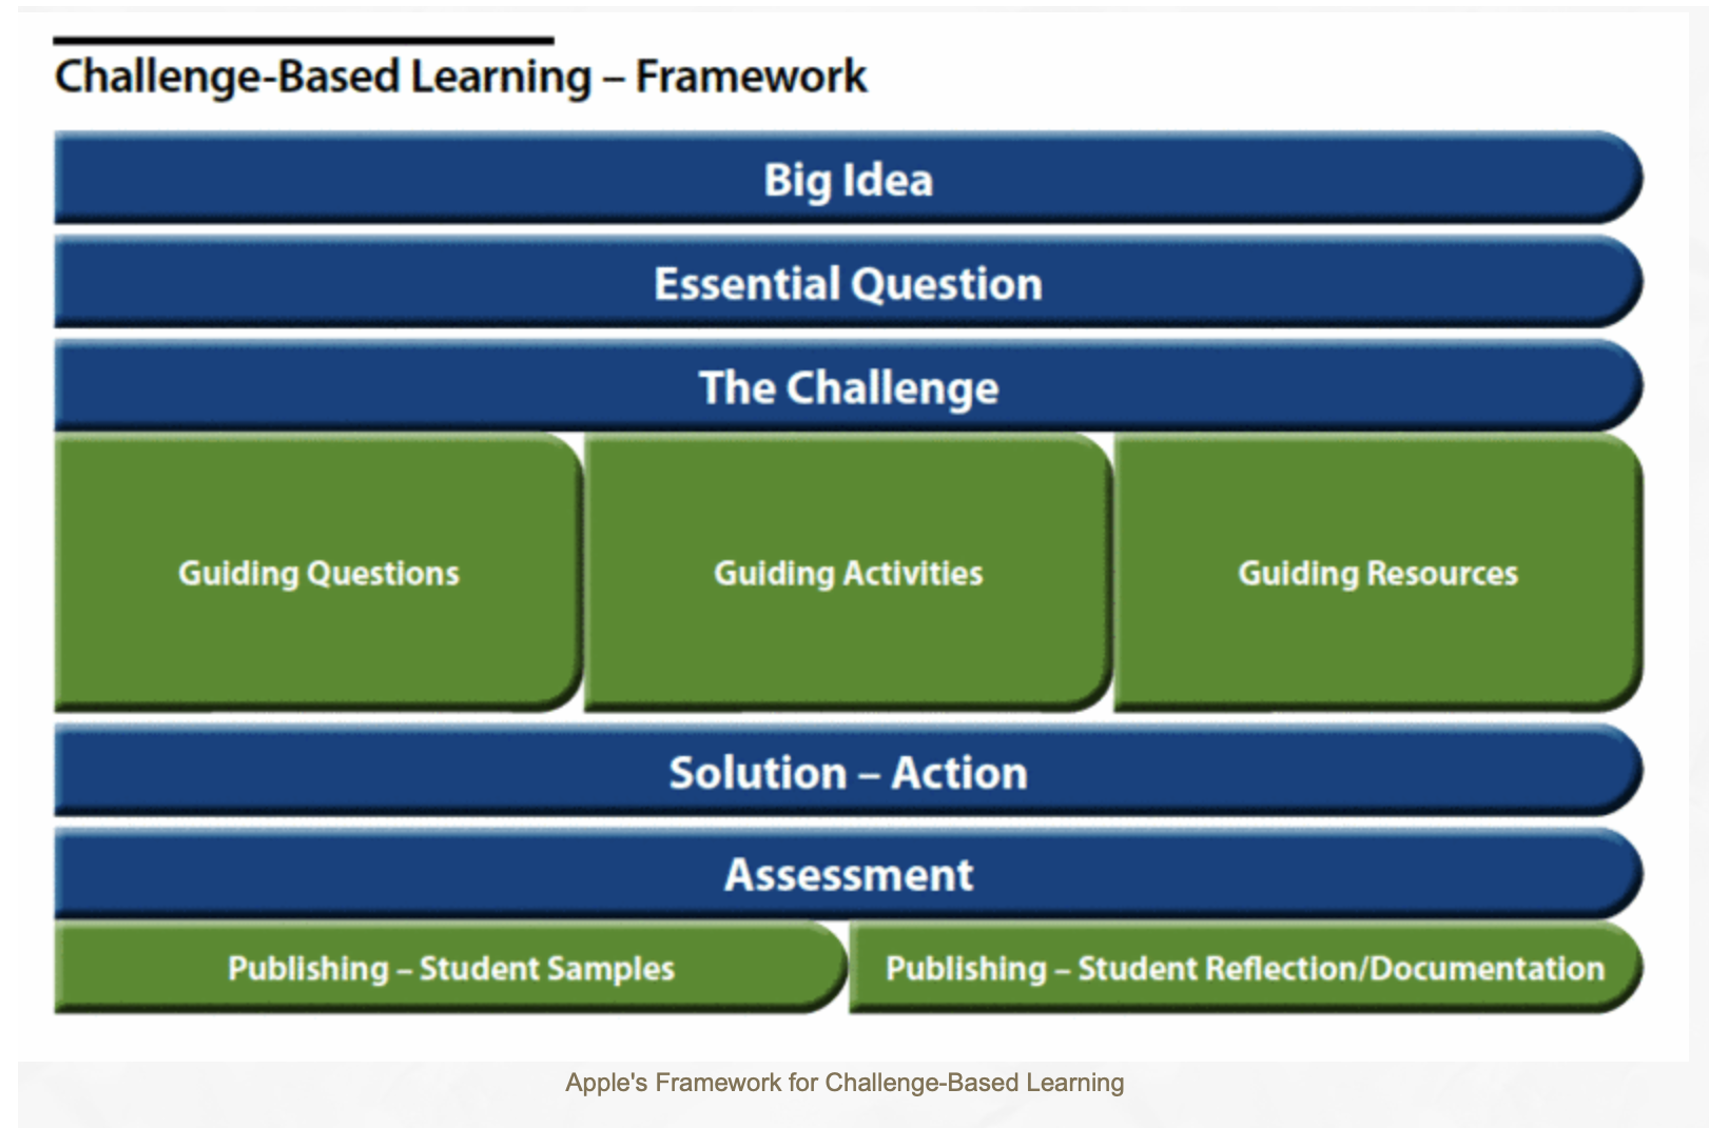 Challenge-Based Learning – Framework
Big Idea
Essential Question
The Challenge
Guiding Questions
Guiding Activities
Guiding Resources
Solution – Action
Assessment
Publishing – Student Samples
Publishing – Student Reflection/Documentation
Apple's Framework for Challenge-Based Learning